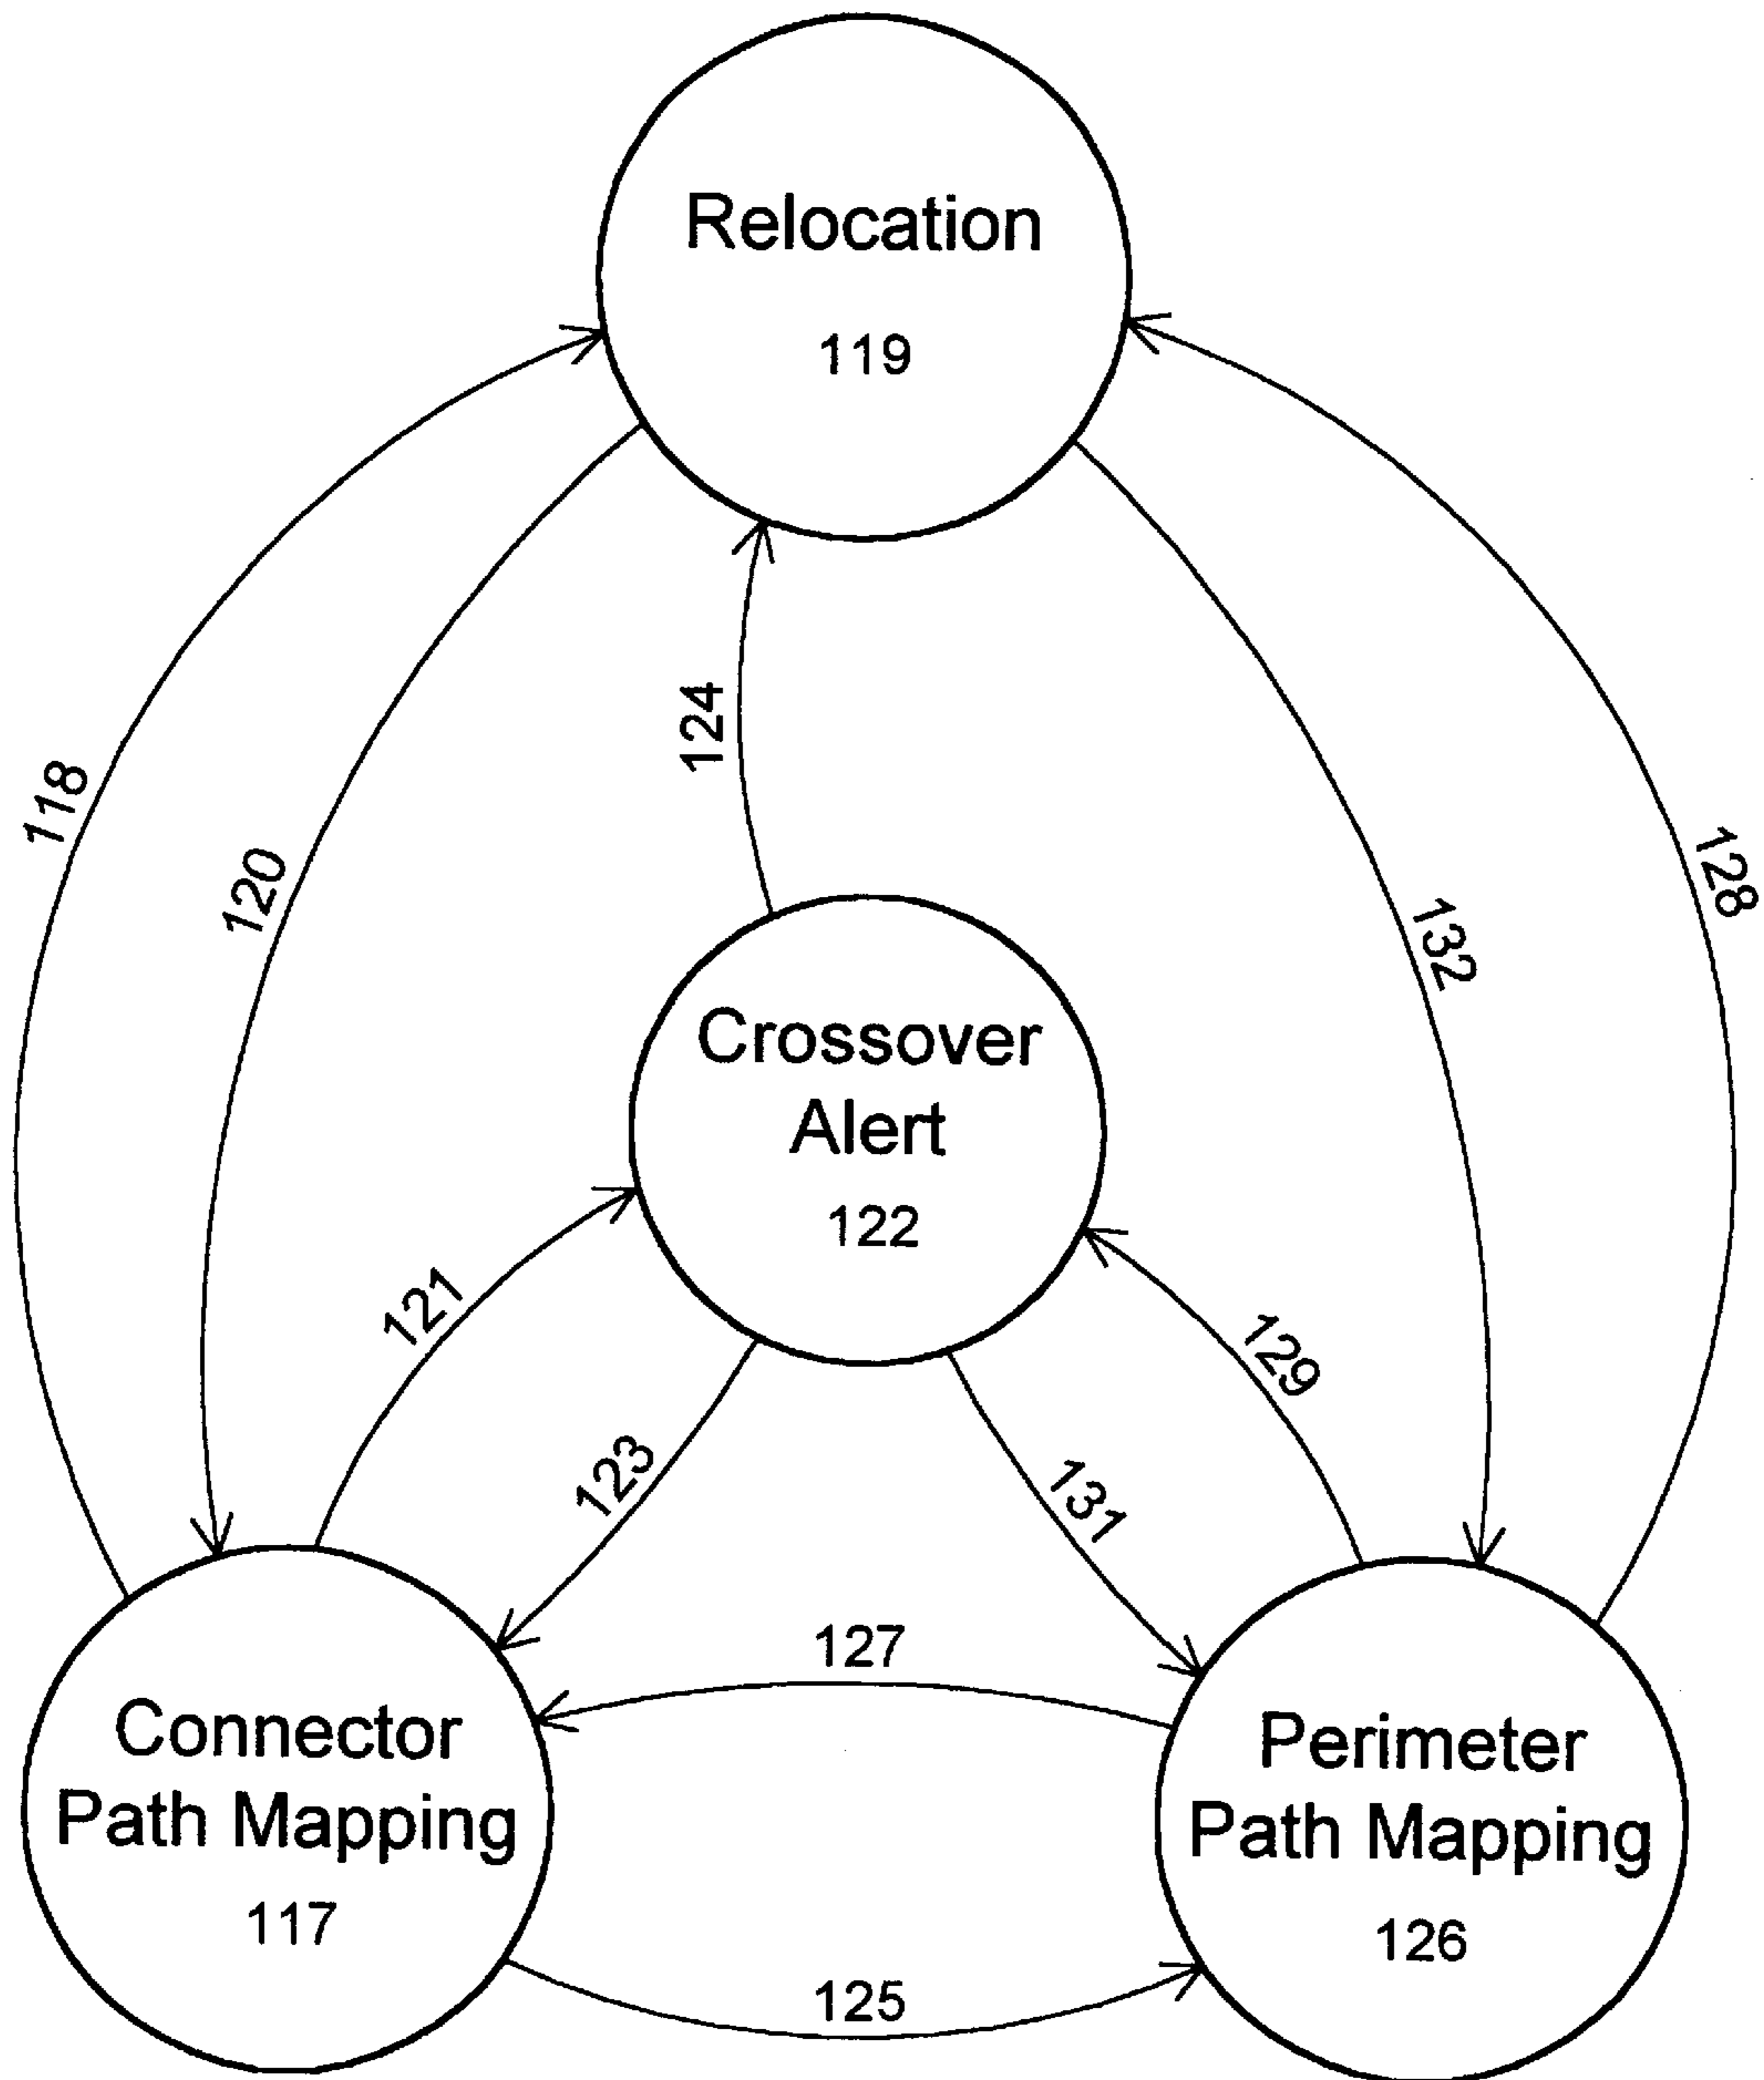 Relocation
119
124
118
120
128
132
Crossover
Alert
122
121
129
123
131
127
Connector
Path Mapping
117
Perimeter
Path Mapping
126
125